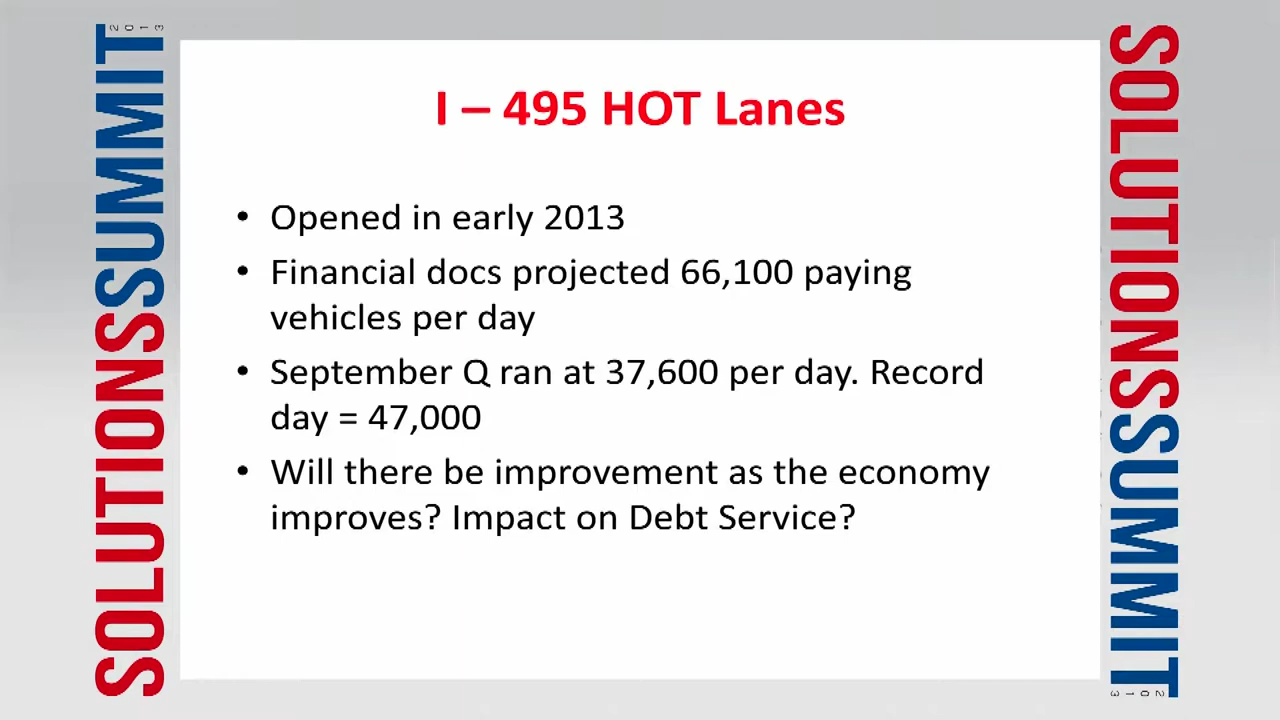 SOLUTIONSSUMMIT
2013
I – 495 HOT Lanes
• Opened in early 2013
• Financial docs projected 66,100 paying
vehicles per day
• September Q ran at 37,600 per day. Record
day = 47,000
• Will there be improvement as the economy
improves? Impact on Debt Service?
SOLUTIONSSUMMIT
2013